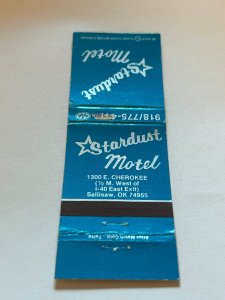 Stardust
Motel
918/775-
Stardust
Motel
1300 E. CHEROKEE
(½ M. West of
I-40 East Exit)
Sallisaw, OK 74955